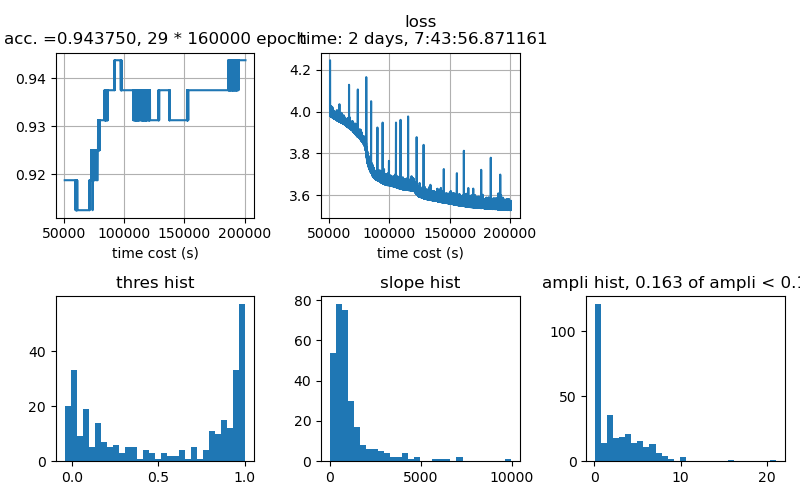 acc. =0.943750, 29 * 160000 epoch
loss
time: 2 days, 7:43:56.871161
0.94
0.93
0.92
50000 100000 150000 200000
time cost (s)
4.2
4.0
3.8
3.6
50000 100000 150000 200000
time cost (s)
thres hist
40
20
0
0.0 0.5 1.0
slope hist
80
60
40
20
0
0 5000 10000
ampli hist, 0.163 of ampli < 0.1
100
50
0
0 10 20